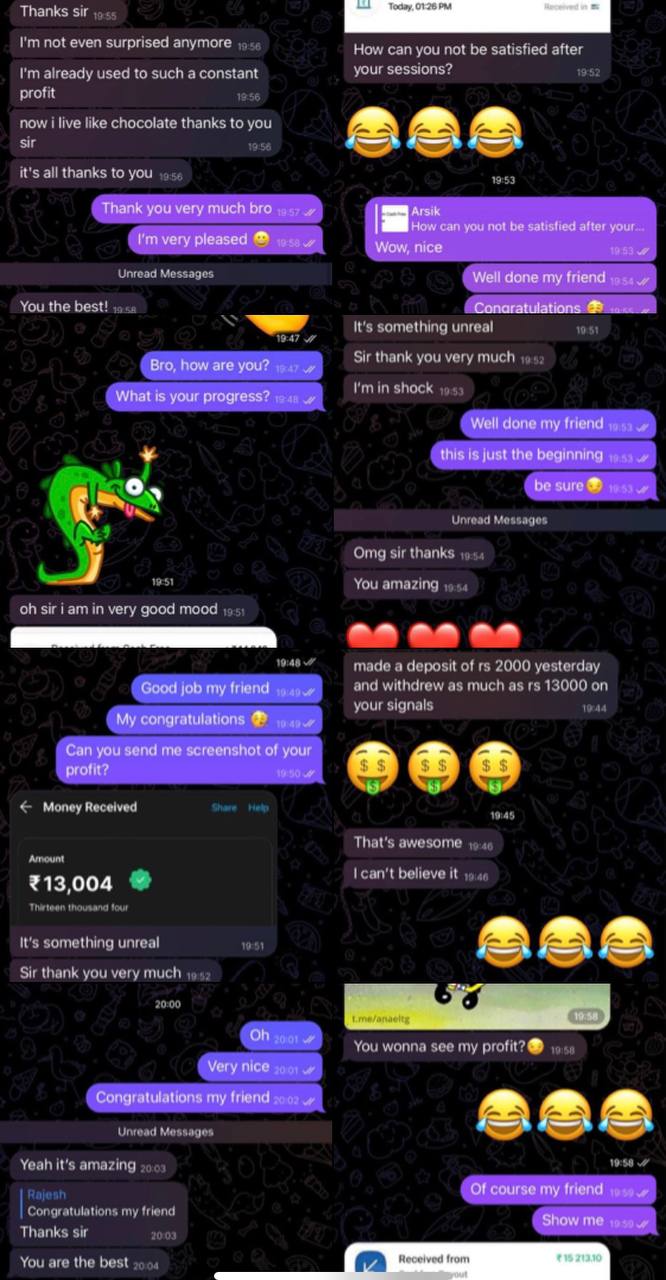 Thanks sir 19:55
I'm not even surprised anymore 19:56
I'm already used to such a constant
profit 19:56
now i live like chocolate thanks to you
sir 19:56
it's all thanks to you 19:56
Thank you very much bro 19:57
I'm very pleased 😀 19:58
Unread Messages
You the best! 19:58
Today, 01:26 PM Received in
How can you not be satisfied after
your sessions? 19:52
😂😂😂
19:53
Arsik
How can you not be satisfied after your...
Wow, nice 19:53
Well done my friend 19:54
Congratulations 🥳 19:55
19:47
Bro, how are you? 19:47
What is your progress? 19:48
19:51
oh sir i am in very good mood 19:51
Received from Cash Free
It's something unreal 19:51
Sir thank you very much 19:52
I'm in shock 19:53
Well done my friend 19:53
this is just the beginning 19:53
be sure😏 19:53
Unread Messages
Omg sir thanks 19:54
You amazing 19:54
❤️❤️❤️
19:48
Good job my friend 19:49
My congratulations 🥳 19:49
Can you send me screenshot of your
profit? 19:50
Money Received Share Help
Amount
₹13,004
Thirteen thousand four
It's something unreal 19:51
Sir thank you very much 19:52
made a deposit of rs 2000 yesterday
and withdrew as much as rs 13000 on
your signals 19:44
🤑🤑🤑
19:45
That's awesome 19:46
I can't believe it 19:46
😂😂😂
20:00
Oh 20:01
Very nice 20:01
Congratulations my friend 20:02
Unread Messages
Yeah it's amazing 20:03
Rajesh
Congratulations my friend
Thanks sir 20:03
You are the best 20:04
t.me/anaeltg 19:58
You wonna see my profit?😏 19:58
😂😂😂
19:58
Of course my friend 19:59
Show me 19:59
Received from ₹15 213.10